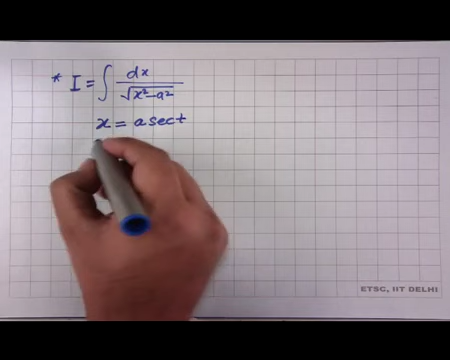 * I = ∫ dx / √(x² - a²)
x = a sec t
ETSC, IIT DELHI